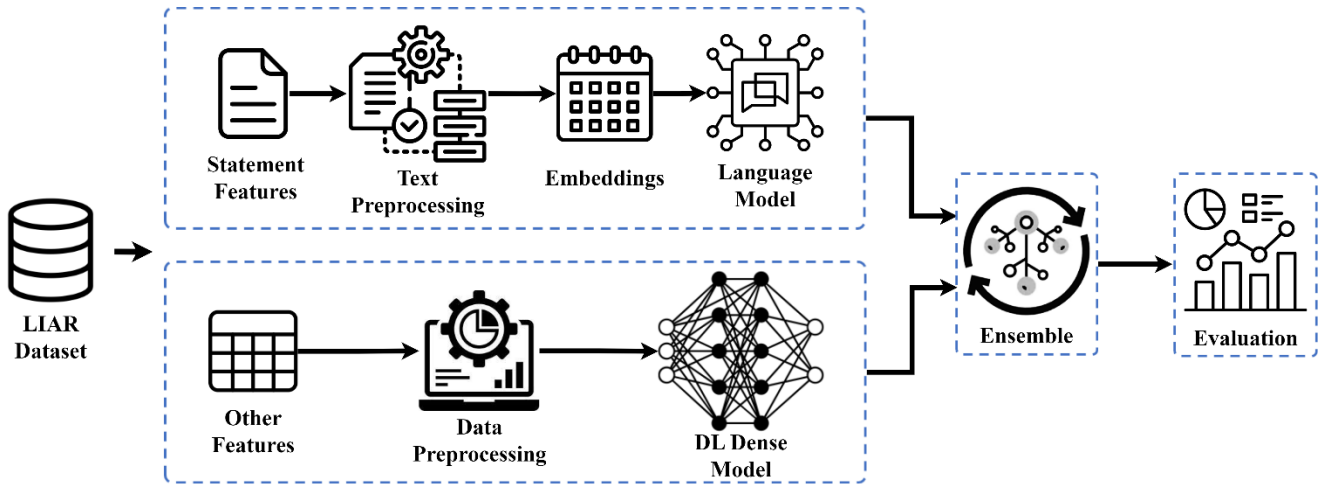 LIAR
Dataset
Statement
Features
Text
Preprocessing
Embeddings
Language
Model
Other
Features
Data
Preprocessing
DL Dense
Model
Ensemble
Evaluation